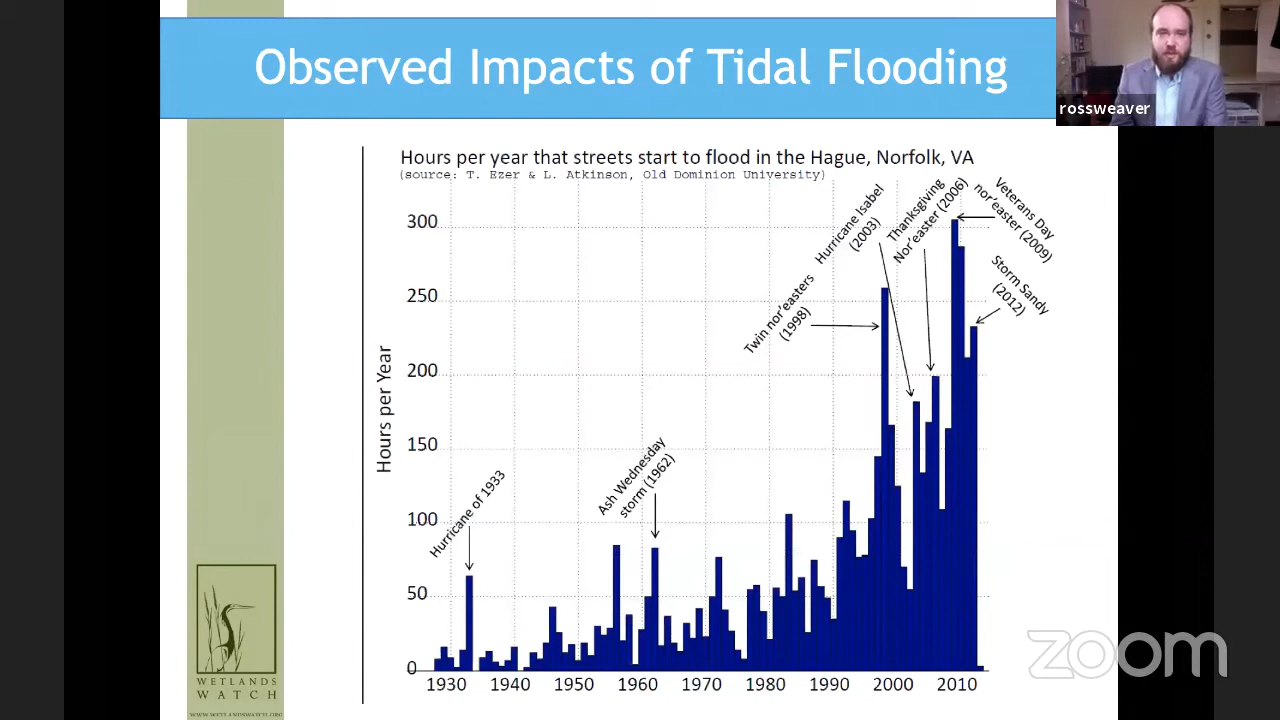 Observed Impacts of Tidal Flooding
rossweaver
Hours per year that streets start to flood in the Hague, Norfolk, VA
(source: T. Ezer & L. Atkinson, Old Dominion University)
Hours per Year
300
250
200
150
100
50
0
1930 1940 1950 1960 1970 1980 1990 2000 2010
Hurricane of 1933
Ash Wednesday
storm (1962)
Twin nor'easters
(1998)
Hurricane Isabel
(2003)
Thanksgiving
Nor'easter (2006)
Veterans Day
nor'easter (2009)
Storm Sandy
(2012)
WETLANDS
WATCH
WWW.WETLANDSWATCH.ORG
zoom